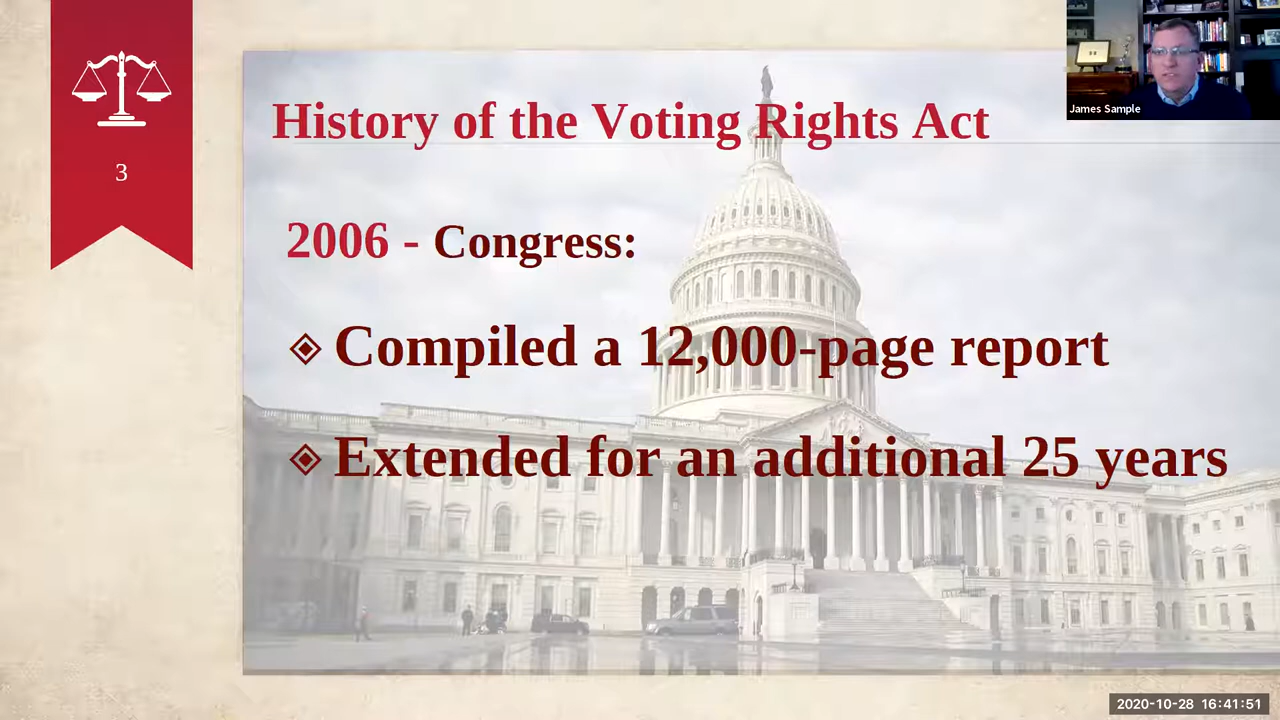 3
History of the Voting Rights Act
James Sample
2006 - Congress:
Compiled a 12,000-page report
Extended for an additional 25 years
2020-10-28 16:41:51